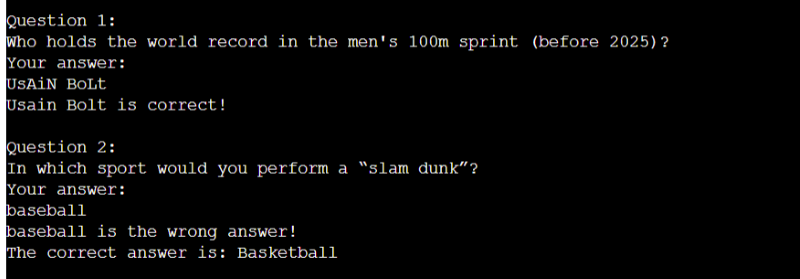 Question 1:
Who holds the world record in the men's 100m sprint (before 2025)?
Your answer:
UsAiN BoLt
Usain Bolt is correct!
Question 2:
In which sport would you perform a “slam dunk”?
Your answer:
baseball
baseball is the wrong answer!
The correct answer is: Basketball